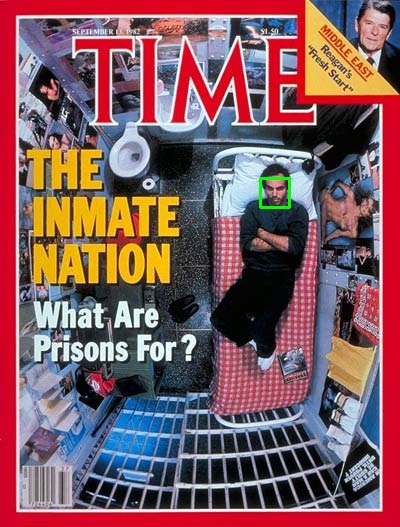 SEPTEMBER 13, 1982
$1.50
TIME
MIDDLE EAST
Reagan's
"Fresh Start"
THE
INMATE
NATION
What Are
Prisons For?